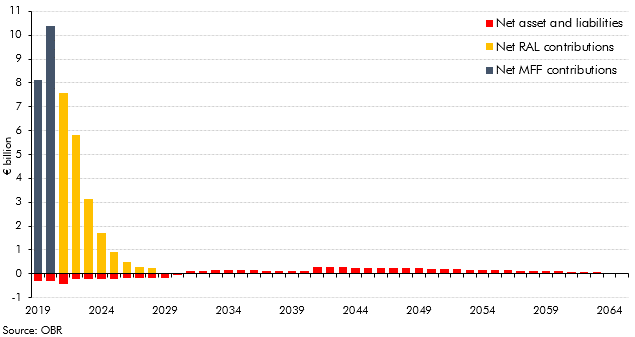 11
10
9
8
7
6
5
4
3
2
1
0
-1
€ billion
Net asset and liabilities
Net RAL contributions
Net MFF contributions
2019 2024 2029 2034 2039 2044 2049 2054 2059 2064
Source: OBR